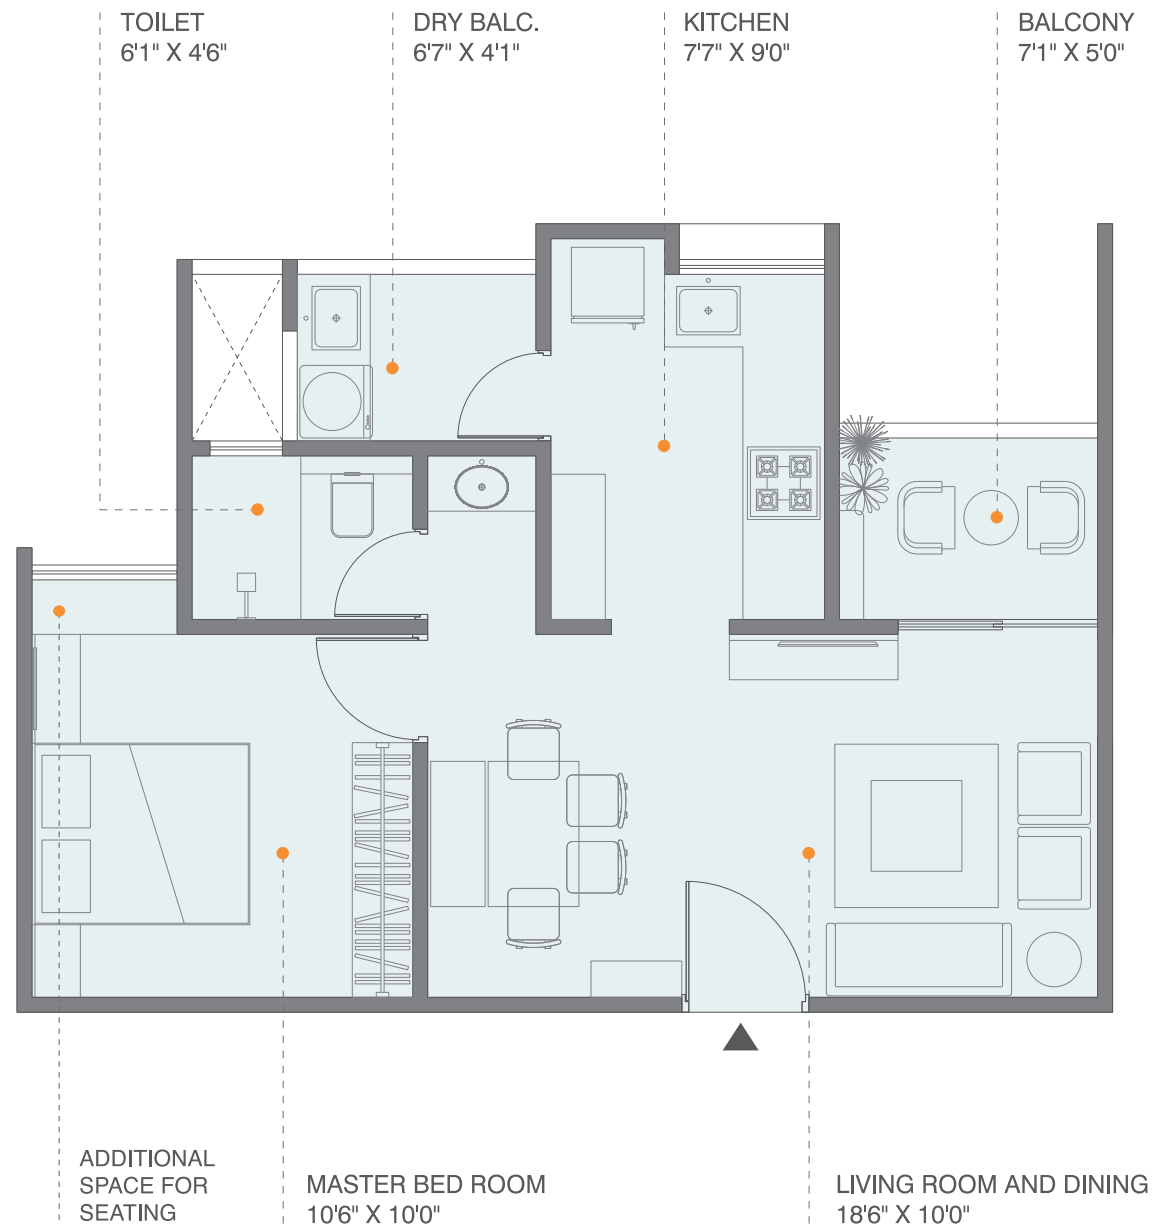 TOILET
6'1" X 4'6"
DRY BALC.
6'7" X 4'1"
KITCHEN
7'7" X 9'0"
BALCONY
7'1" X 5'0"
ADDITIONAL
SPACE FOR
SEATING
MASTER BED ROOM
10'6" X 10'0"
LIVING ROOM AND DINING
18'6" X 10'0"